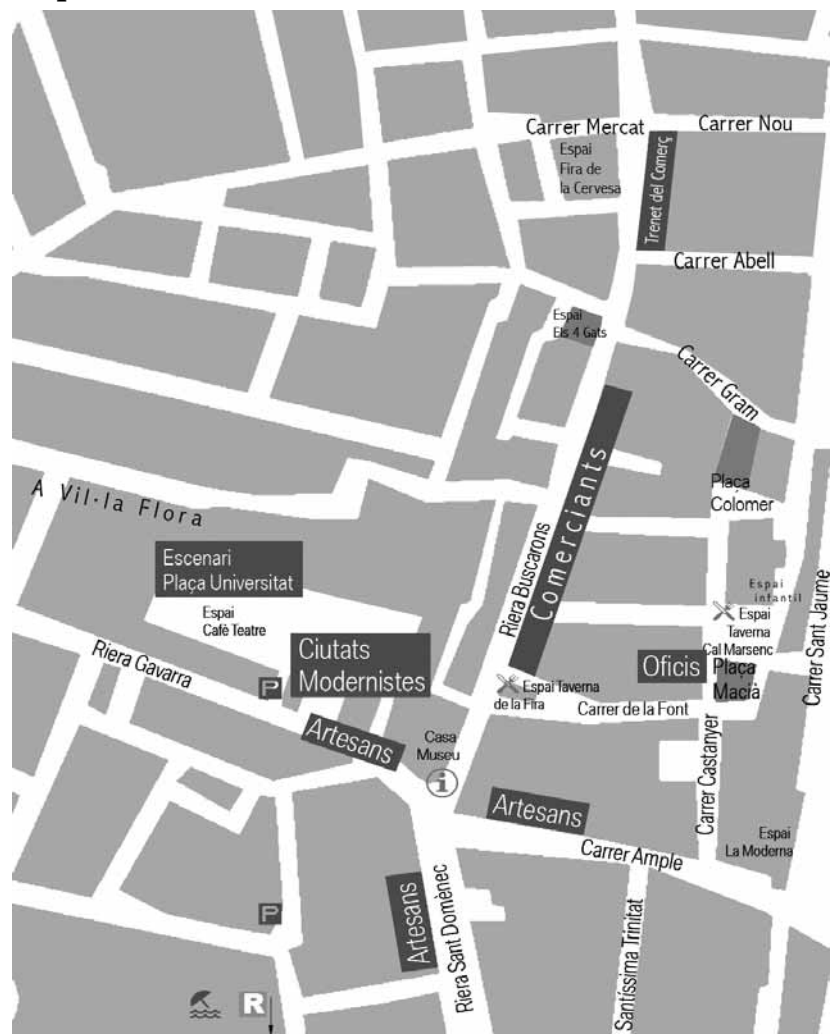 Carrer Mercat
Carrer Nou
Espai
Fira de
la Cervesa
Trenet del Comerç
Carrer Abell
Espai
Els 4 Gats
Carrer Gram
Comerciants
Plaça
Colomer
A Vil·la Flora
Escenari
Plaça Universitat
Riera Buscarons
Espai
infantil
Espai
Cafè Teatre
Espai
Taverna
Cal Marsenc
Carrer Sant Jaume
Riera Gavarra
Ciutats
Modernistes
Oficis
Plaça
Macià
P
Espai Taverna
de la Fira
Carrer de la Font
Artesans
Casa
Museu
i
Carrer Castanyer
Artesans
Espai
La Moderna
Carrer Ample
P
Artesans
Riera Sant Domènec
Santíssima Trinitat
R